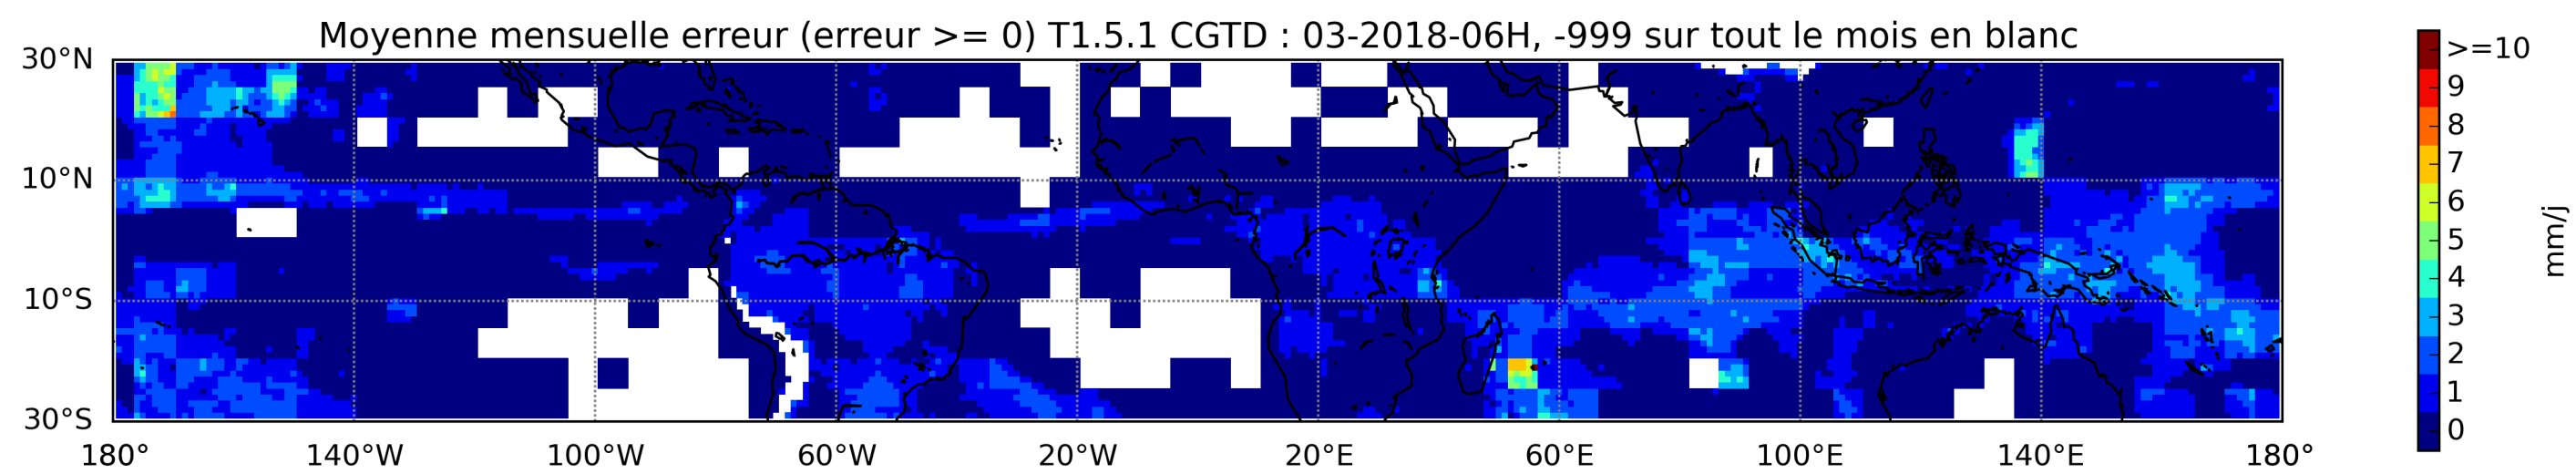 Moyenne mensuelle erreur (erreur >= 0) T1.5.1 CGTD : 03-2018-06H, -999 sur tout le mois en blanc
30°N
10°N
10°S
30°S
180° 140°W 100°W 60°W 20°W 20°E 60°E 100°E 140°E 180°
>=10
9
8
7
6
5
4
3
2
1
0
mm/j